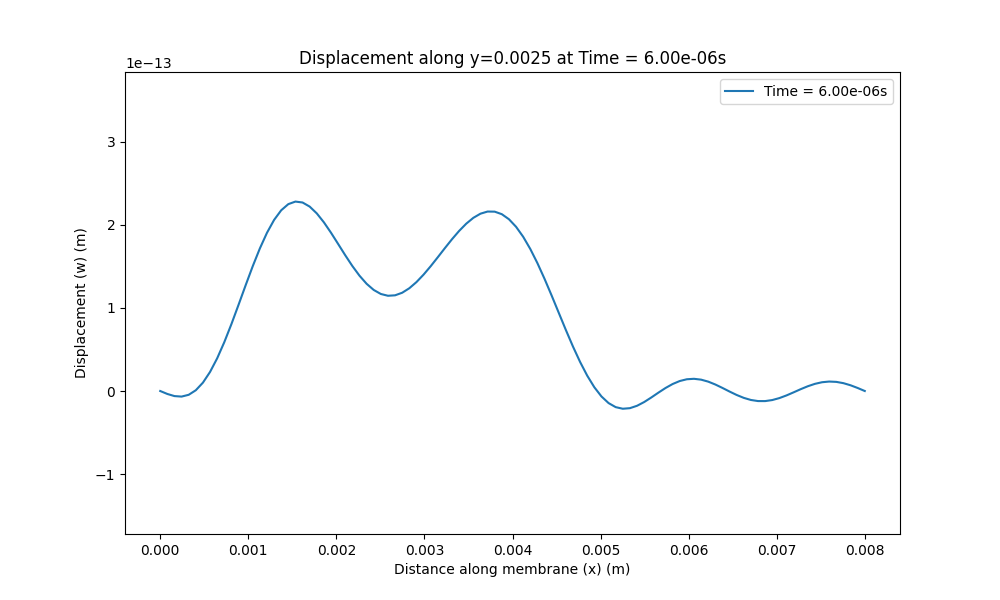 Displacement along y=0.0025 at Time = 6.00e-06s
1e−13
Time = 6.00e-06s
3
2
1
0
−1
Displacement (w) (m)
0.000 0.001 0.002 0.003 0.004 0.005 0.006 0.007 0.008
Distance along membrane (x) (m)